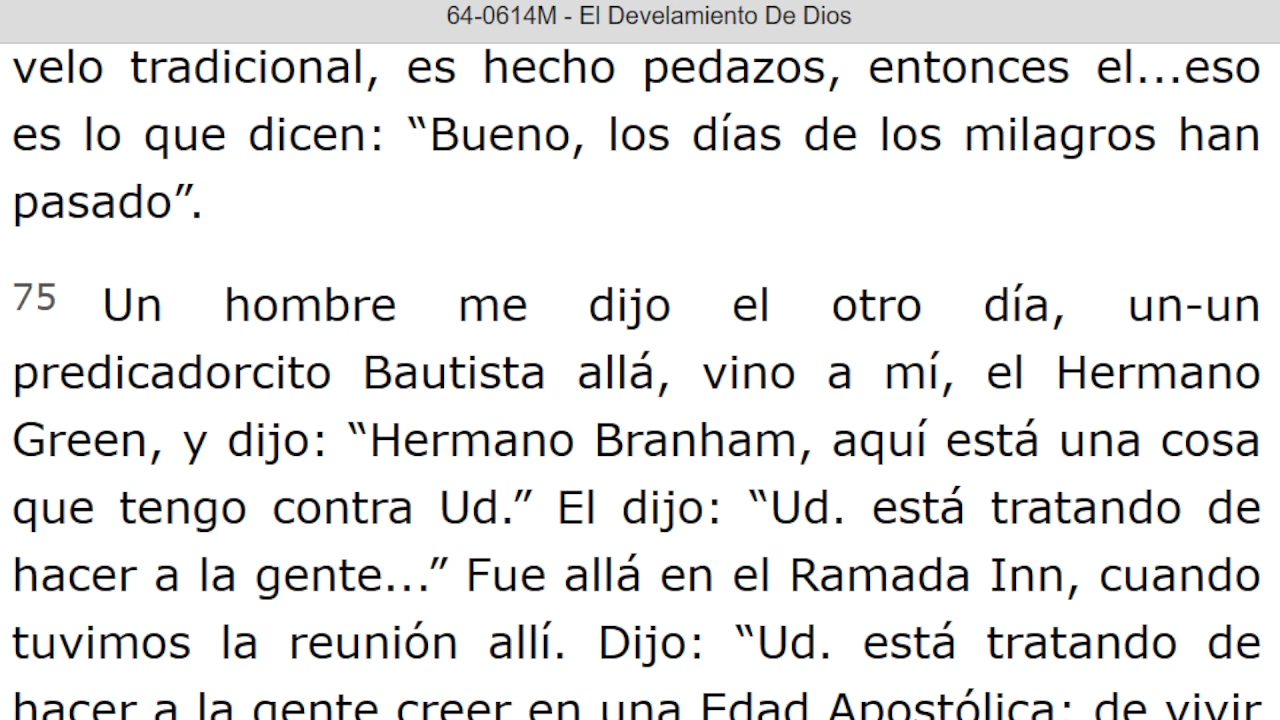 64-0614M - El Develamiento De Dios
velo tradicional, es hecho pedazos, entonces el...eso
es lo que dicen: “Bueno, los días de los milagros han
pasado”.
75 Un hombre me dijo el otro día, un-un
predicadorcito Bautista allá, vino a mí, el Hermano
Green, y dijo: “Hermano Branham, aquí está una cosa
que tengo contra Ud.” El dijo: “Ud. está tratando de
hacer a la gente...” Fue allá en el Ramada Inn, cuando
tuvimos la reunión allí. Dijo: “Ud. está tratando de
hacer a la gente creer en una Edad Apostólica; de vivir